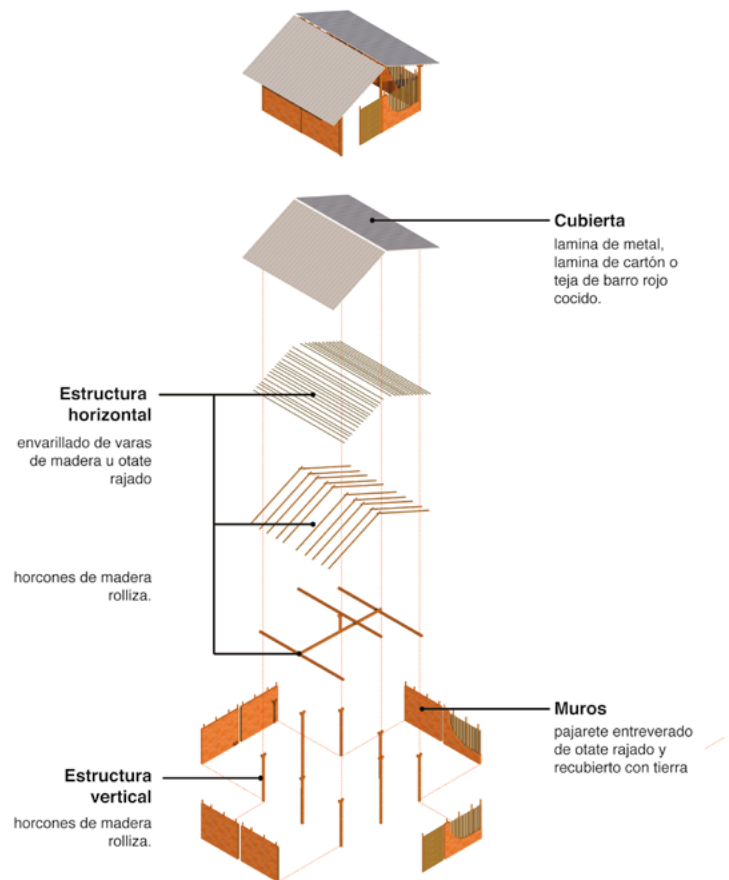 Cubierta
lamina de metal,
lamina de cartón o
teja de barro rojo
cocido.
Estructura
horizontal
envarillado de varas
de madera u otate
rajado
horcones de madera
rolliza.
Muros
pajarete entreverado
de otate rajado y
recubierto con tierra
Estructura
vertical
horcones de madera
rolliza.